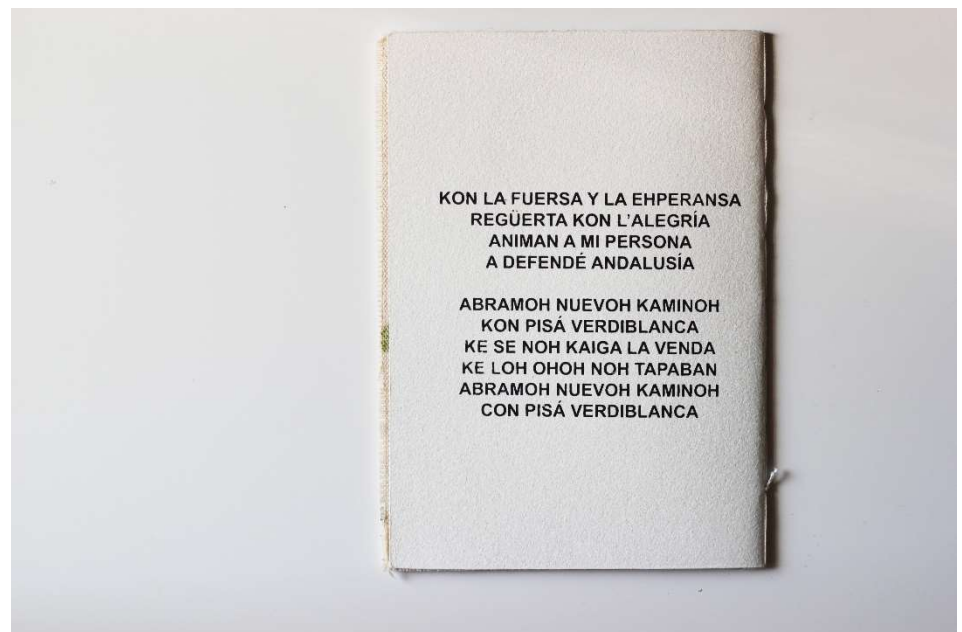 KON LA FUERSA Y LA EHPERANSA
REGÜERTA KON L'ALEGRÍA
ANIMAN A MI PERSONA
A DEFENDÉ ANDALUSÍA
ABRAMOH NUEVOH KAMINOH
KON PISÁ VERDIBLANCA
KE SE NOH KAIGA LA VENDA
KE LOH OHOH NOH TAPABAN
ABRAMOH NUEVOH KAMINOH
CON PISÁ VERDIBLANCA